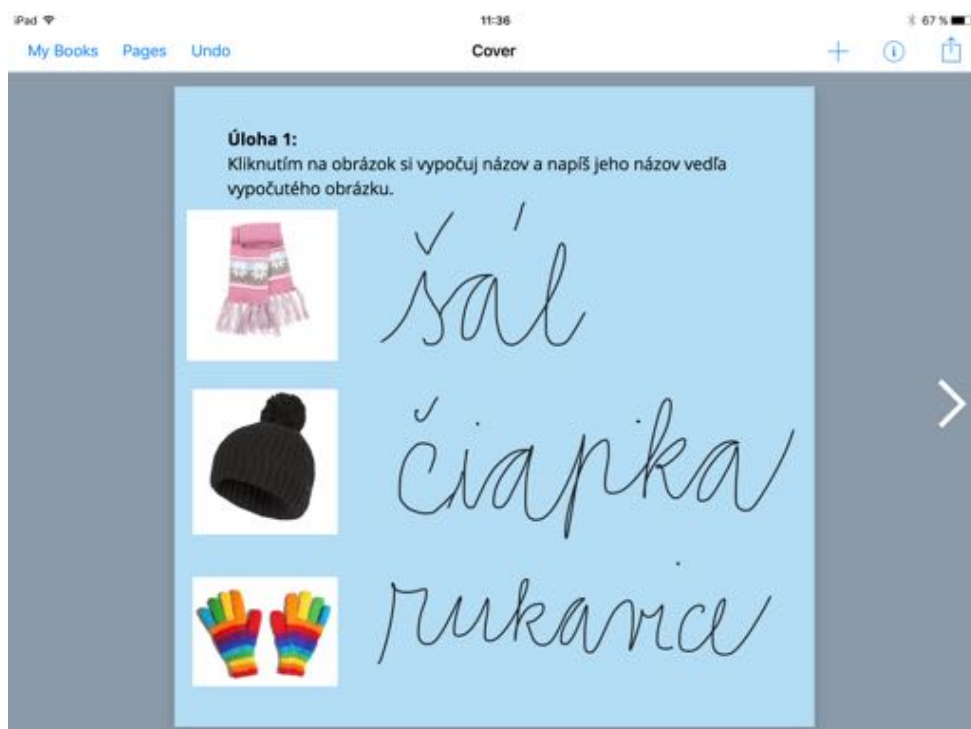 iPad 11:36 67 %
My Books Pages Undo Cover
Úloha 1:
Kliknutím na obrázok si vypočuj názov a napíš jeho názov vedľa
vypočutého obrázku.
šál
čiapka
rukavice